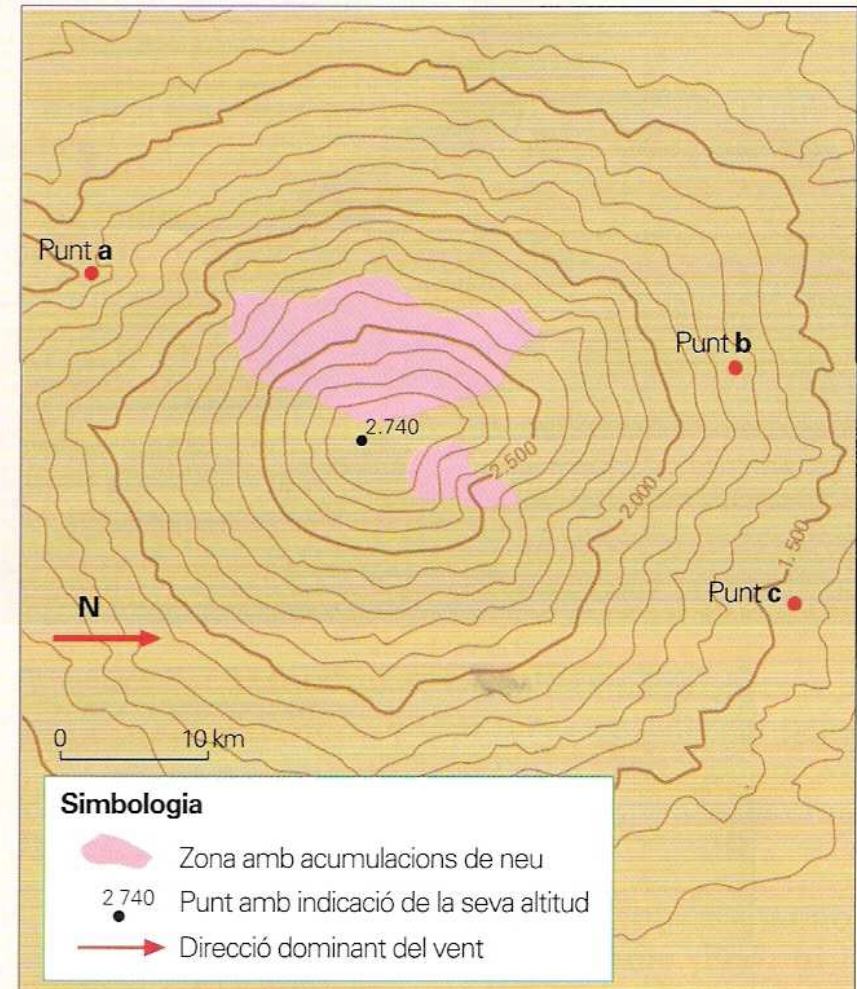 Punt a
Punt b
2.740
2.500
2.000
1.500
Punt c
N
0 10 km
Simbologia
Zona amb acumulacions de neu
2 740
Punt amb indicació de la seva altitud
Direcció dominant del vent